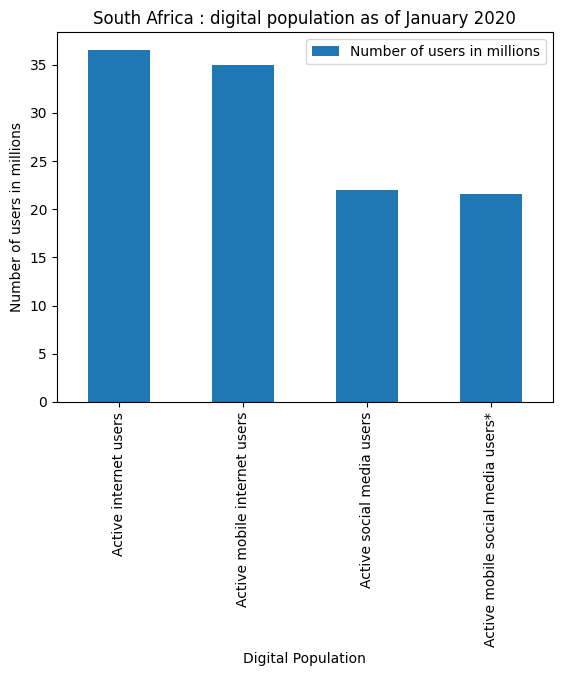 South Africa : digital population as of January 2020
Number of users in millions
Number of users in millions
35
30
25
20
15
10
5
0
Active internet users
Active mobile internet users
Active social media users
Active mobile social media users*
Digital Population